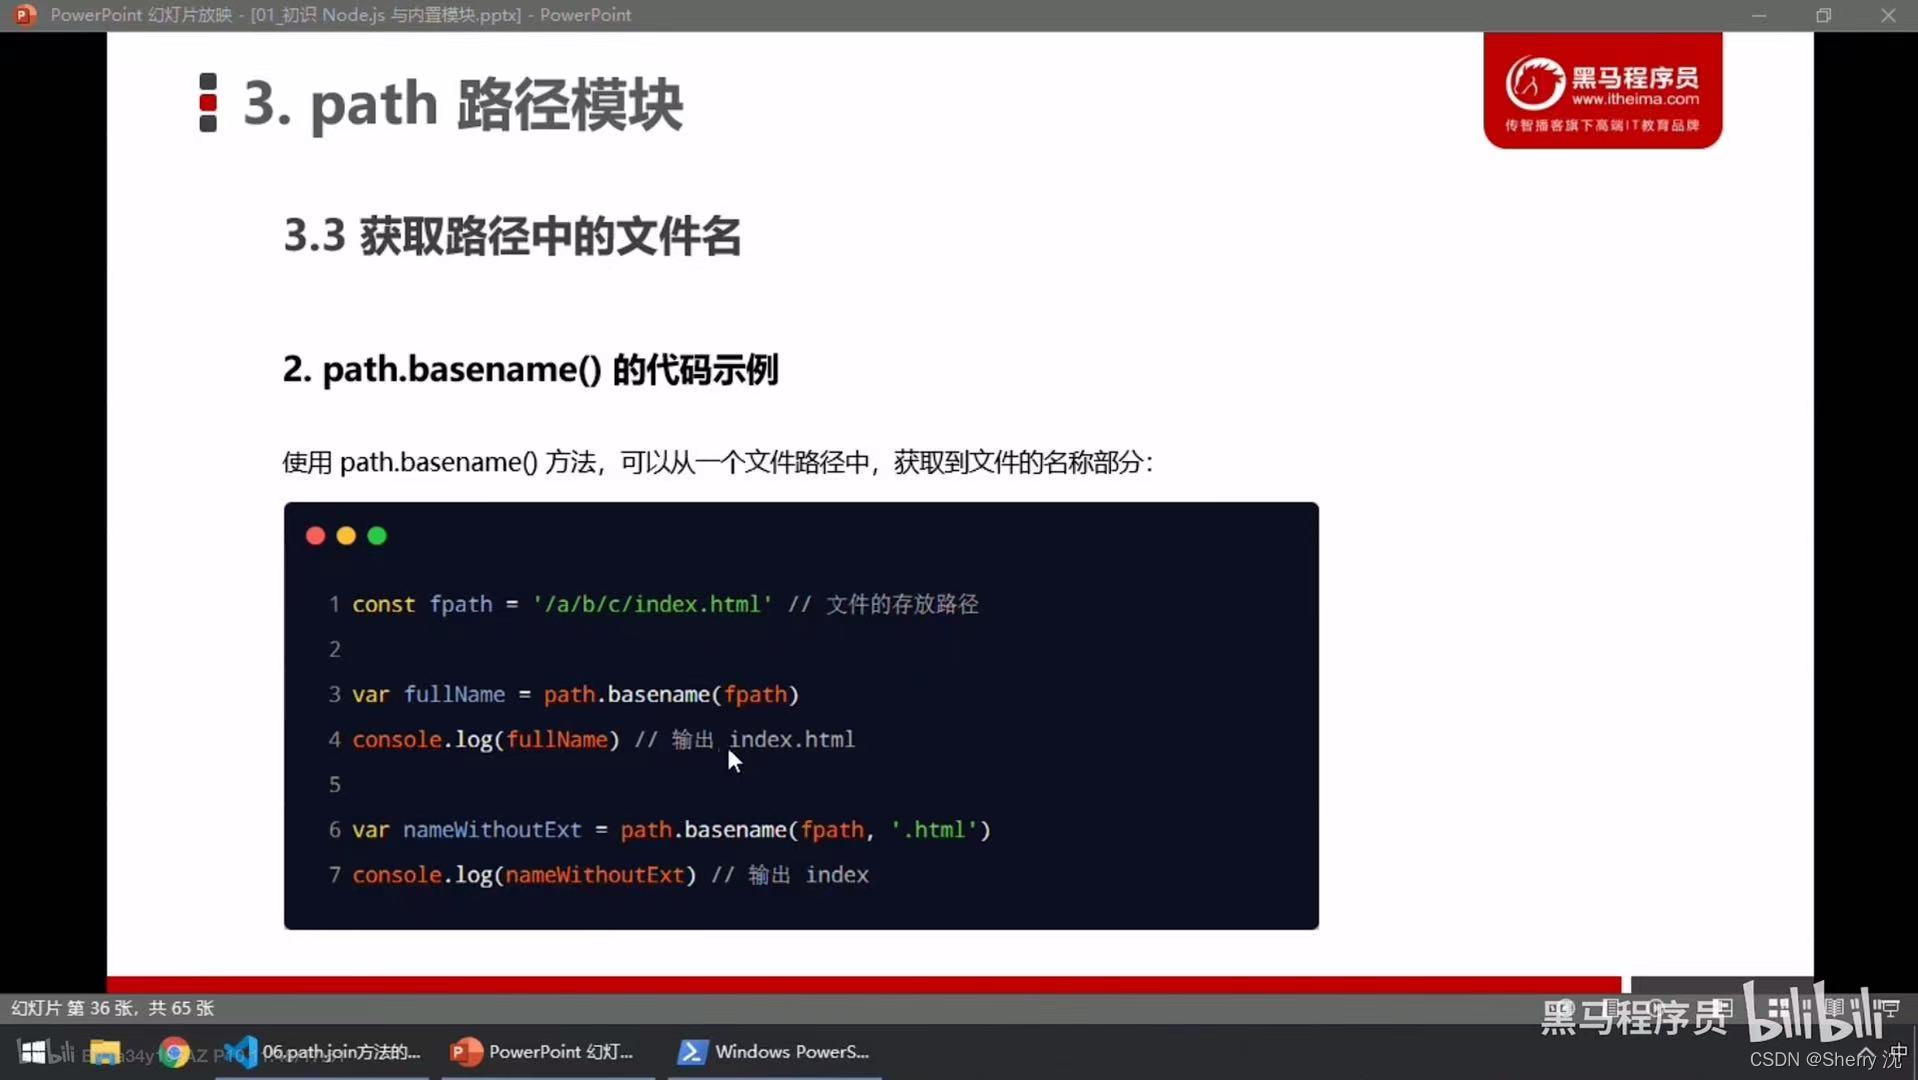 PowerPoint 幻灯片放映 - [01_初识 Node.js 与内置模块.pptx] - PowerPoint
黑马程序员
www.itheima.com
传智播客旗下高端IT教育品牌
3. path 路径模块
3.3 获取路径中的文件名
2. path.basename() 的代码示例
使用 path.basename() 方法，可以从一个文件路径中，获取到文件的名称部分：
1 const fpath = '/a/b/c/index.html' // 文件的存放路径
2
3 var fullName = path.basename(fpath)
4 console.log(fullName) // 输出 index.html
5
6 var nameWithoutExt = path.basename(fpath, '.html')
7 console.log(nameWithoutExt) // 输出 index
幻灯片 第 36 张，共 65 张
黑马程序员 bilibili
06.path.join方法的... PowerPoint 幻灯... Windows PowerS... 中
CSDN @Sherry 沈